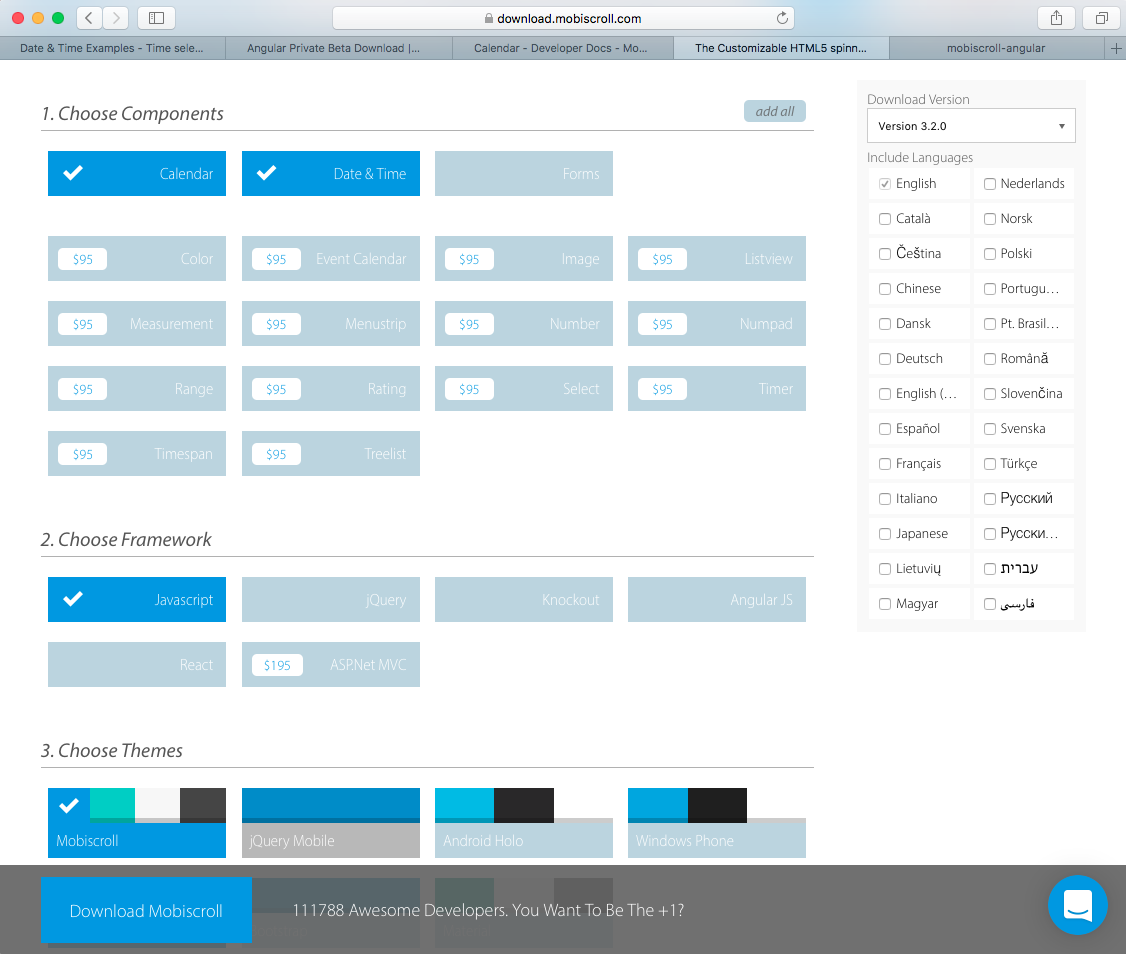 download.mobiscroll.com
Date & Time Examples - Time sele...
Angular Private Beta Download |...
Calendar - Developer Docs - Mo...
The Customizable HTML5 spinn...
mobiscroll-angular
1. Choose Components
add all
Calendar
Date & Time
Forms
$95 Color
$95 Event Calendar
$95 Image
$95 Listview
$95 Measurement
$95 Menustrip
$95 Number
$95 Numpad
$95 Range
$95 Rating
$95 Select
$95 Timer
$95 Timespan
$95 Treelist
2. Choose Framework
Javascript
jQuery
Knockout
Angular JS
React
$195 ASP.Net MVC
3. Choose Themes
Mobiscroll
jQuery Mobile
Android Holo
Windows Phone
Download Mobiscroll
111788 Awesome Developers. You Want To Be The +1?
Download Version
Version 3.2.0
Include Languages
English
Nederlands
Català
Norsk
Čeština
Polski
Chinese
Portugu...
Dansk
Pt. Brasil...
Deutsch
Română
English (...
Slovenčina
Español
Svenska
Français
Türkçe
Italiano
Русский
Japanese
Русски...
Lietuvių
עברית
Magyar
فارسی